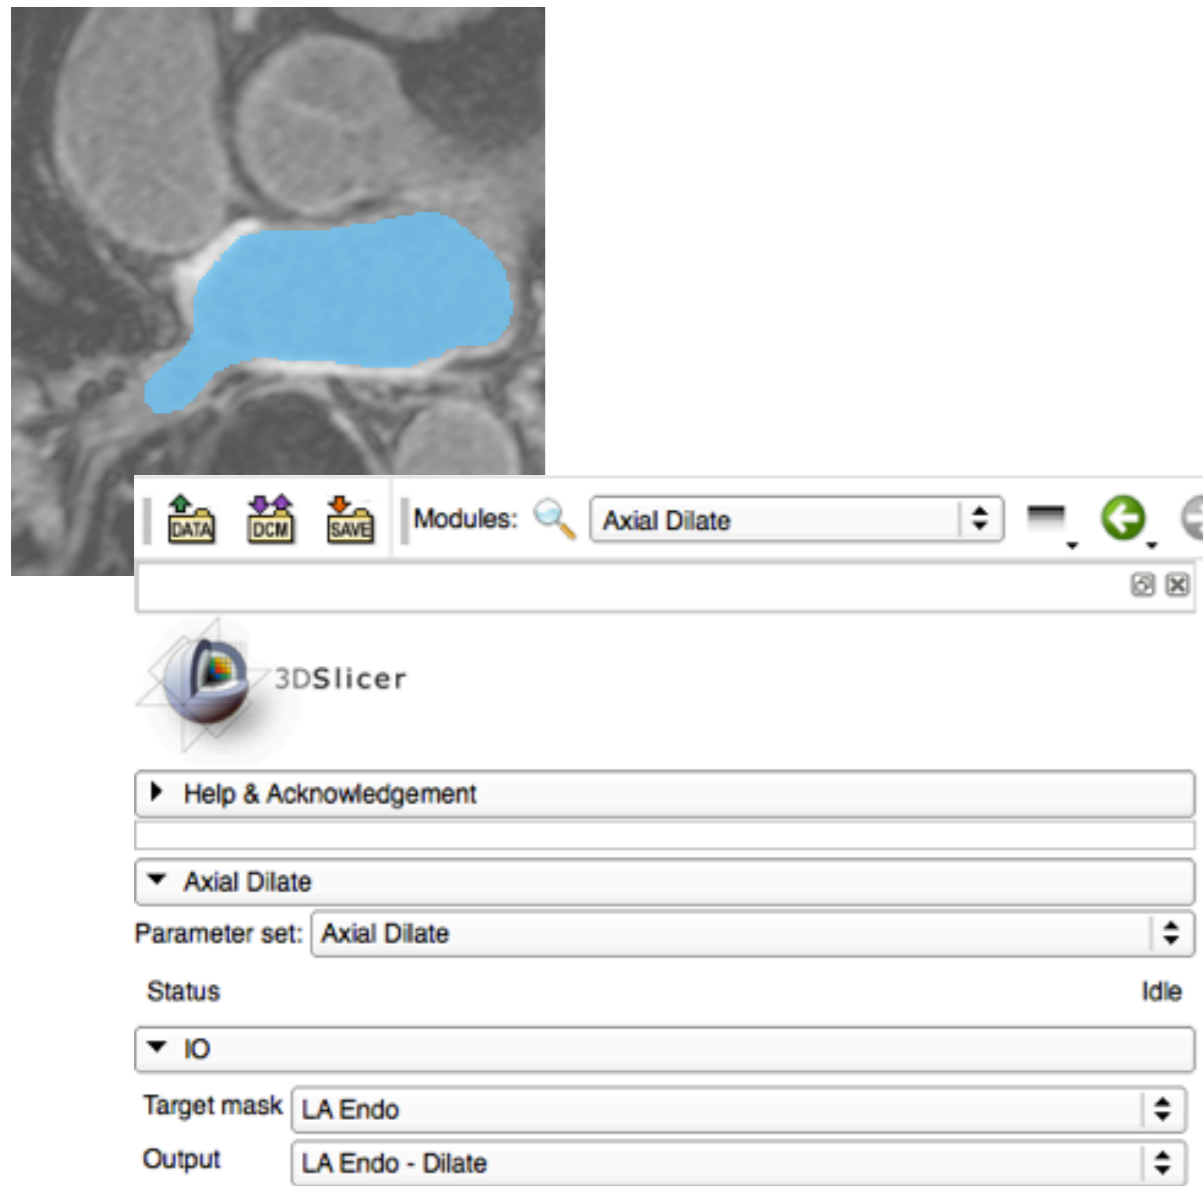 DATA DCM SAVE Modules: Axial Dilate
3DSlicer
Help & Acknowledgement
Axial Dilate
Parameter set: Axial Dilate
Status Idle
IO
Target mask LA Endo
Output LA Endo - Dilate